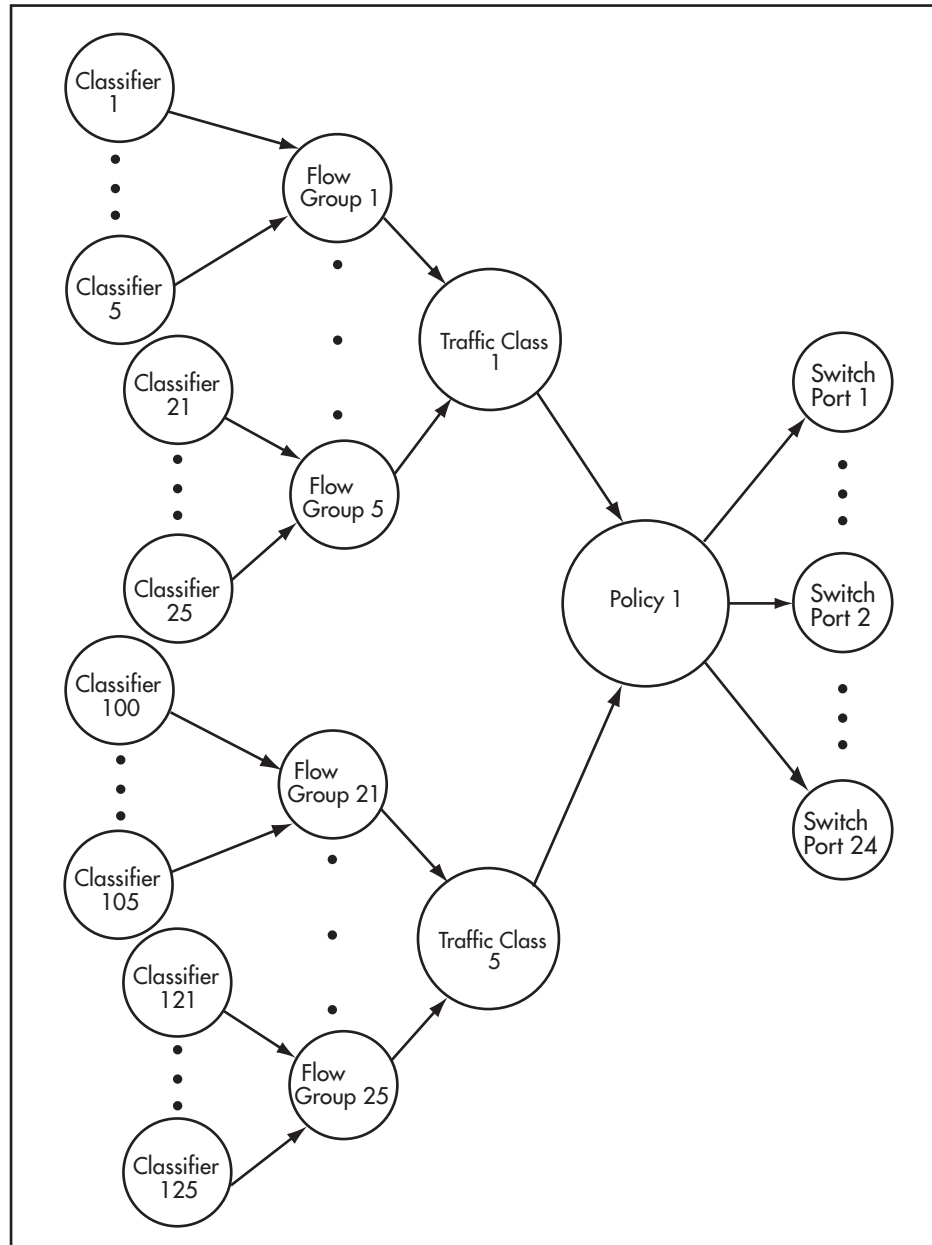 Classifier
1
Flow
Group 1
Classifier
5
Traffic Class
1
Classifier
21
Switch
Port 1
Flow
Group 5
Classifier
25
Policy 1
Switch
Port 2
Classifier
100
Flow
Group 21
Switch
Port 24
Classifier
105
Traffic Class
5
Classifier
121
Flow
Group 25
Classifier
125